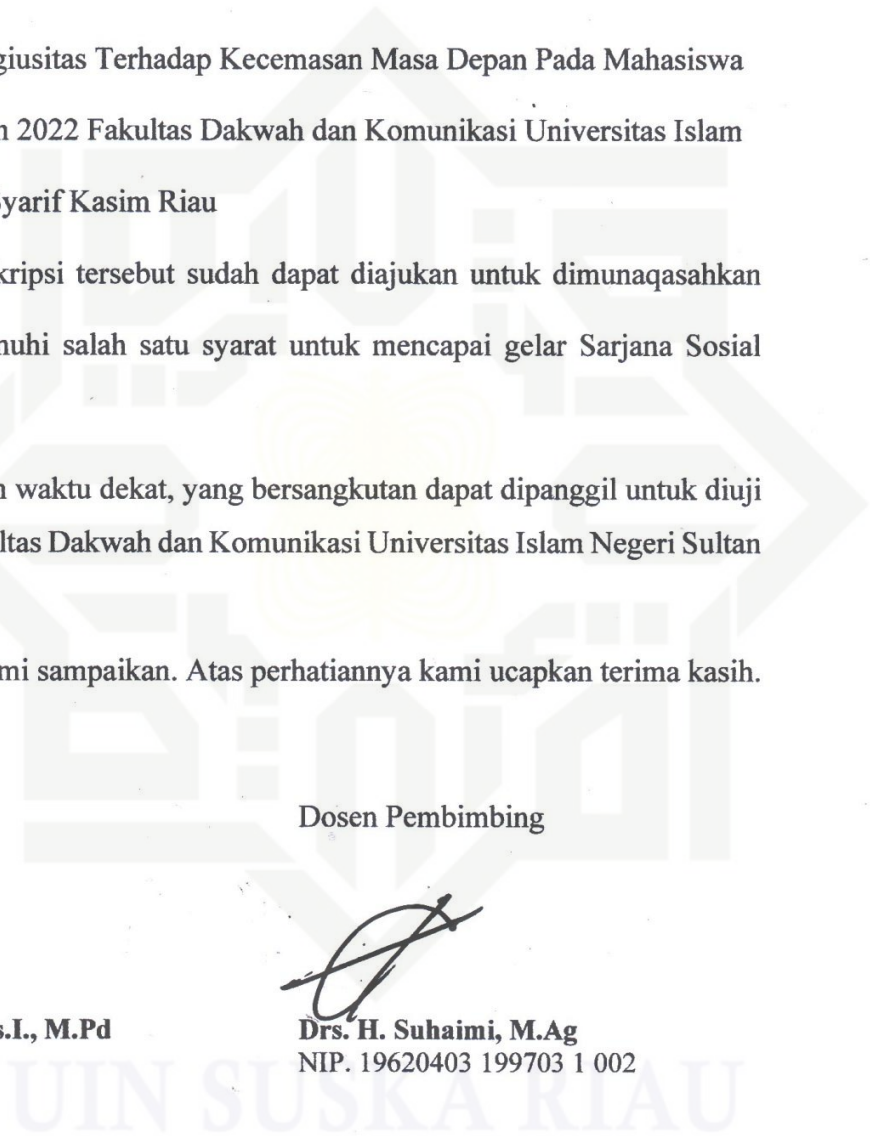 giusitas Terhadap Kecemasan Masa Depan Pada Mahasiswa
n 2022 Fakultas Dakwah dan Komunikasi Universitas Islam
Syarif Kasim Riau
kripsi tersebut sudah dapat diajukan untuk dimunaqasahkan
nuhi salah satu syarat untuk mencapai gelar Sarjana Sosial
n waktu dekat, yang bersangkutan dapat dipanggil untuk diuji
ltas Dakwah dan Komunikasi Universitas Islam Negeri Sultan
mi sampaikan. Atas perhatiannya kami ucapkan terima kasih.
Dosen Pembimbing
s.I., M.Pd
Drs. H. Suhaimi, M.Ag
NIP. 19620403 199703 1 002
UIN SUSKA RIAU